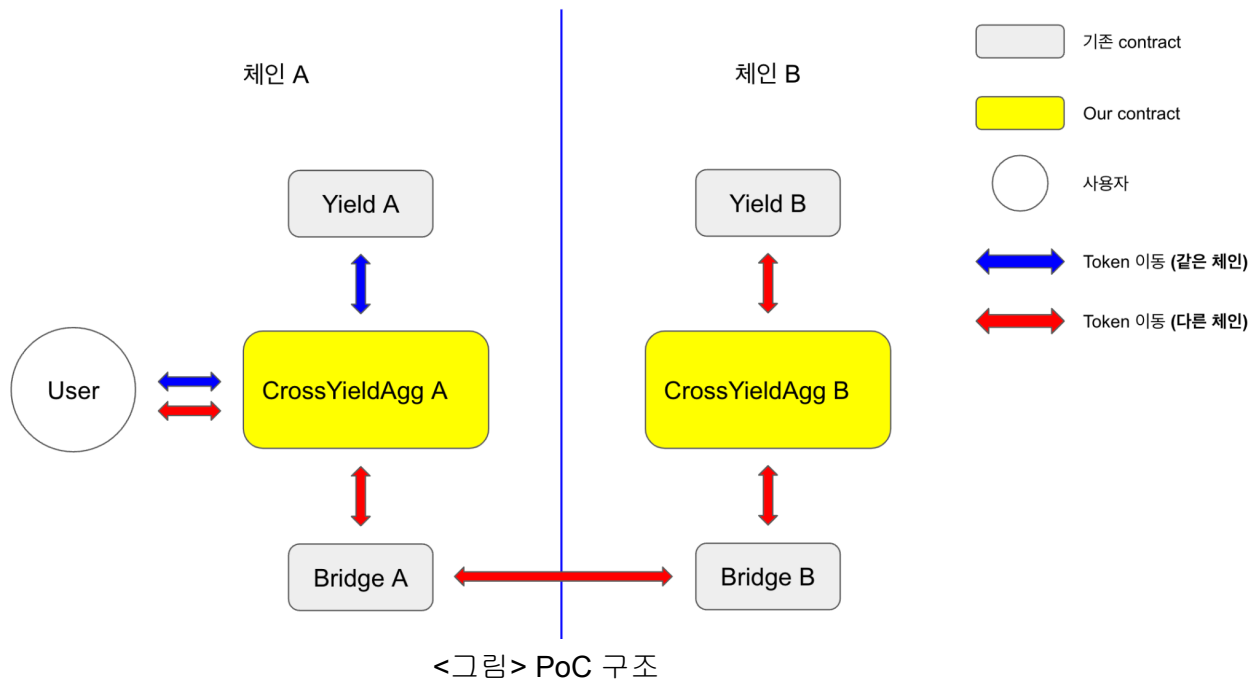 체인 A
체인 B
Yield A
Yield B
User
CrossYieldAgg A
CrossYieldAgg B
Bridge A
Bridge B
기존 contract
Our contract
사용자
Token 이동 (같은 체인)
Token 이동 (다른 체인)
<그림> PoC 구조